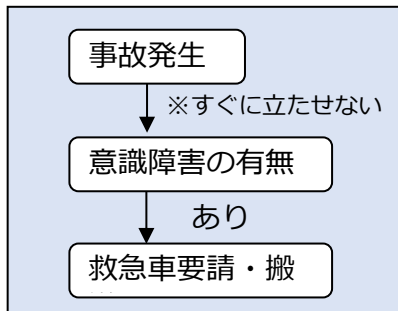 事故発生
※すぐに立たせない
意識障害の有無
あり
救急車要請・搬